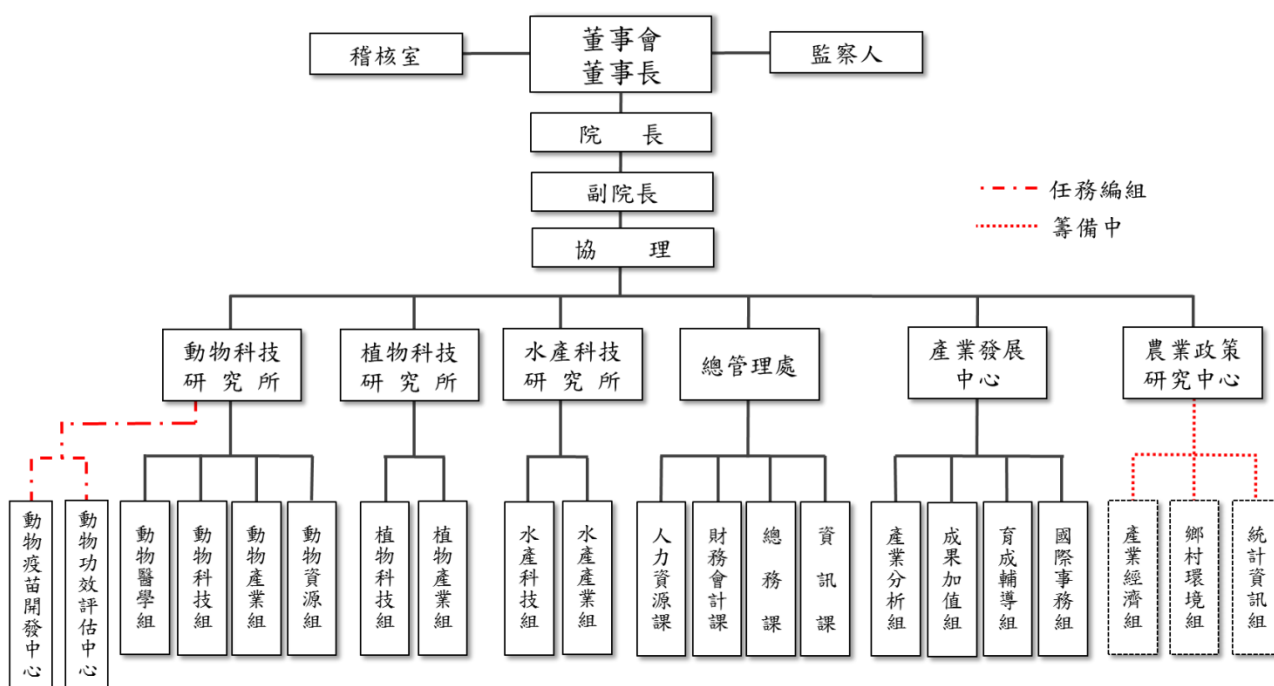 董事會
董事長
稽核室
監察人
院 長
副院長
協 理
任務編組
籌備中
動物科技
研 究 所
植物科技
研 究 所
水產科技
研 究 所
總管理處
產業發展
中心
農業政策
研究中心
動物疫苗開發中心
動物功效評估中心
動物醫學組
動物科技組
動物產業組
動物資源組
植物科技組
植物產業組
水產科技組
水產產業組
人力資源課
財務會計課
總務課
資訊課
產業分析組
成果加值組
育成輔導組
國際事務組
產業經濟組
鄉村環境組
統計資訊組